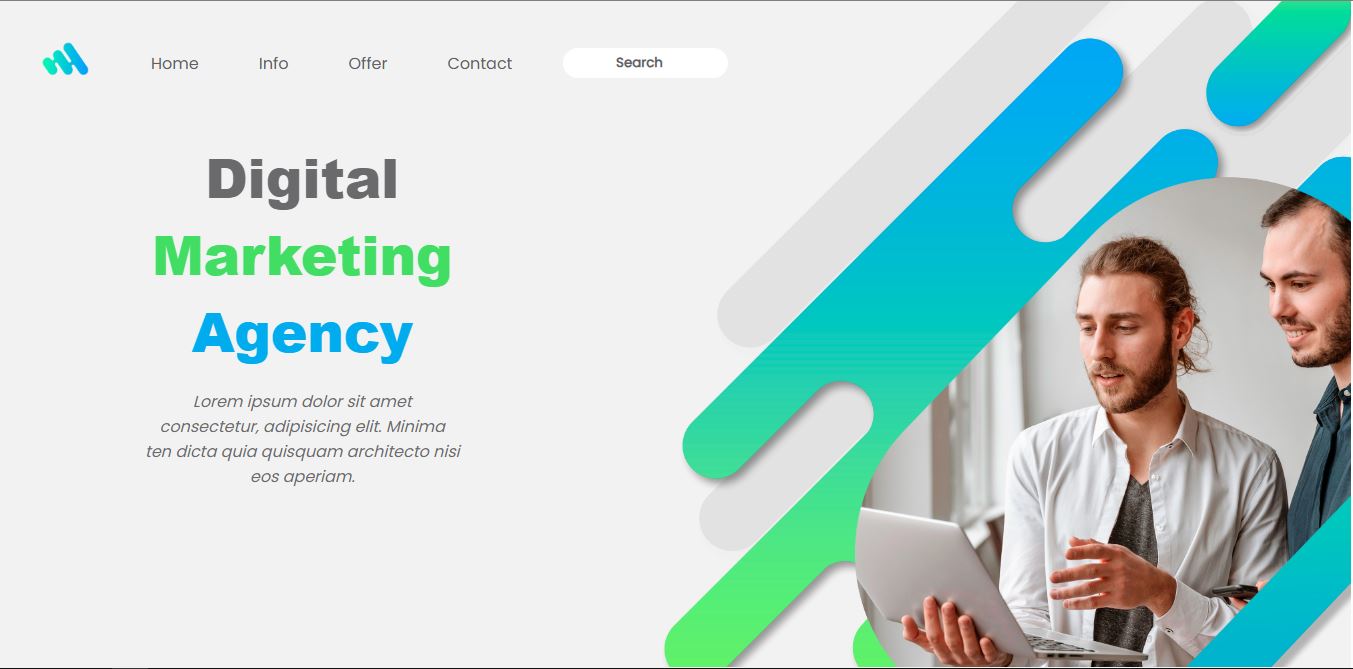 Home
Info
Offer
Contact
Search
Digital
Marketing
Agency
Lorem ipsum dolor sit amet
consectetur, adipisicing elit. Minima
ten dicta quia quisquam architecto nisi
eos aperiam.